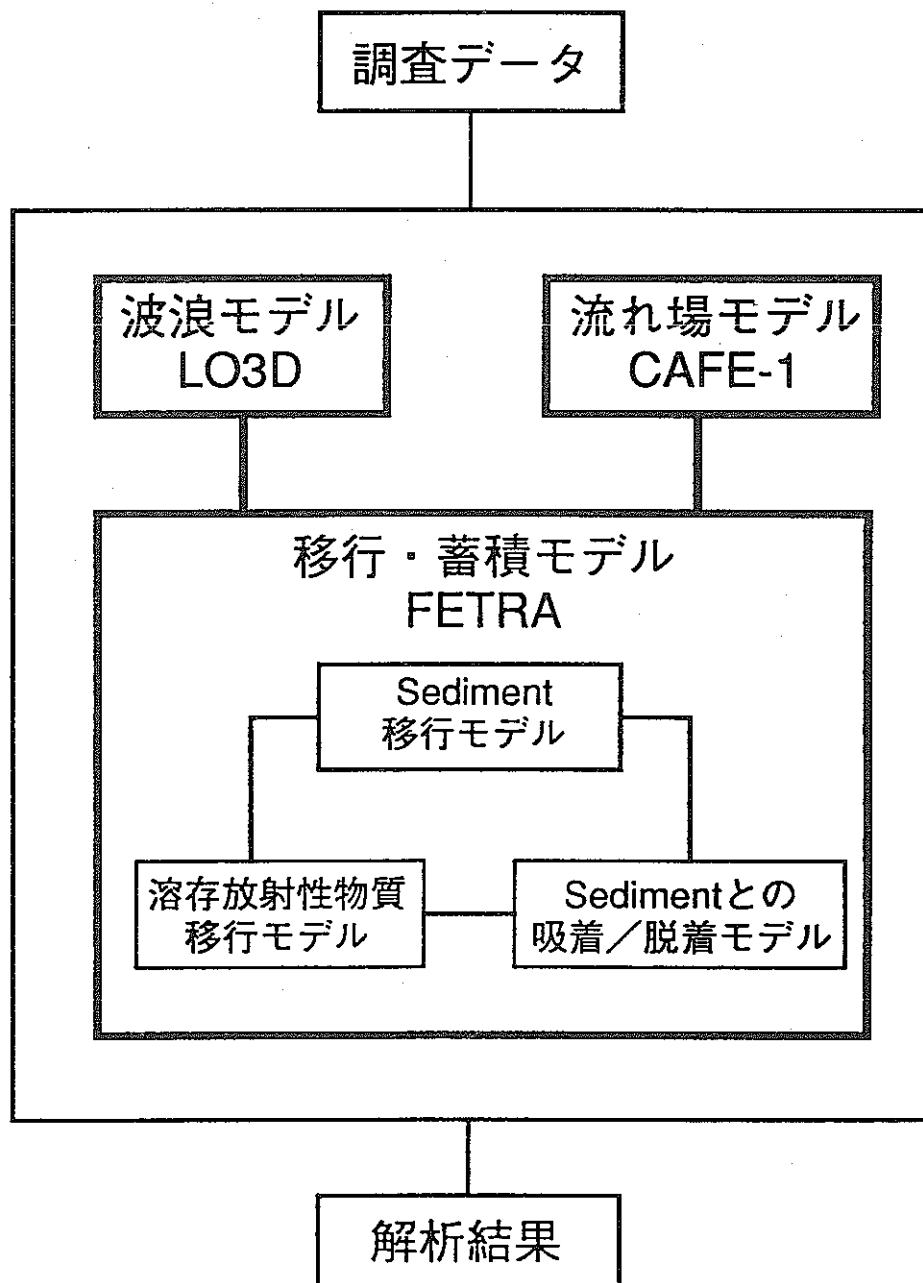 調査データ
波浪モデル
LO3D
流れ場モデル
CAFE-1
移行・蓄積モデル
FETRA
Sediment
移行モデル
溶存放射性物質
移行モデル
Sedimentとの
吸着／脱着モデル
解析結果